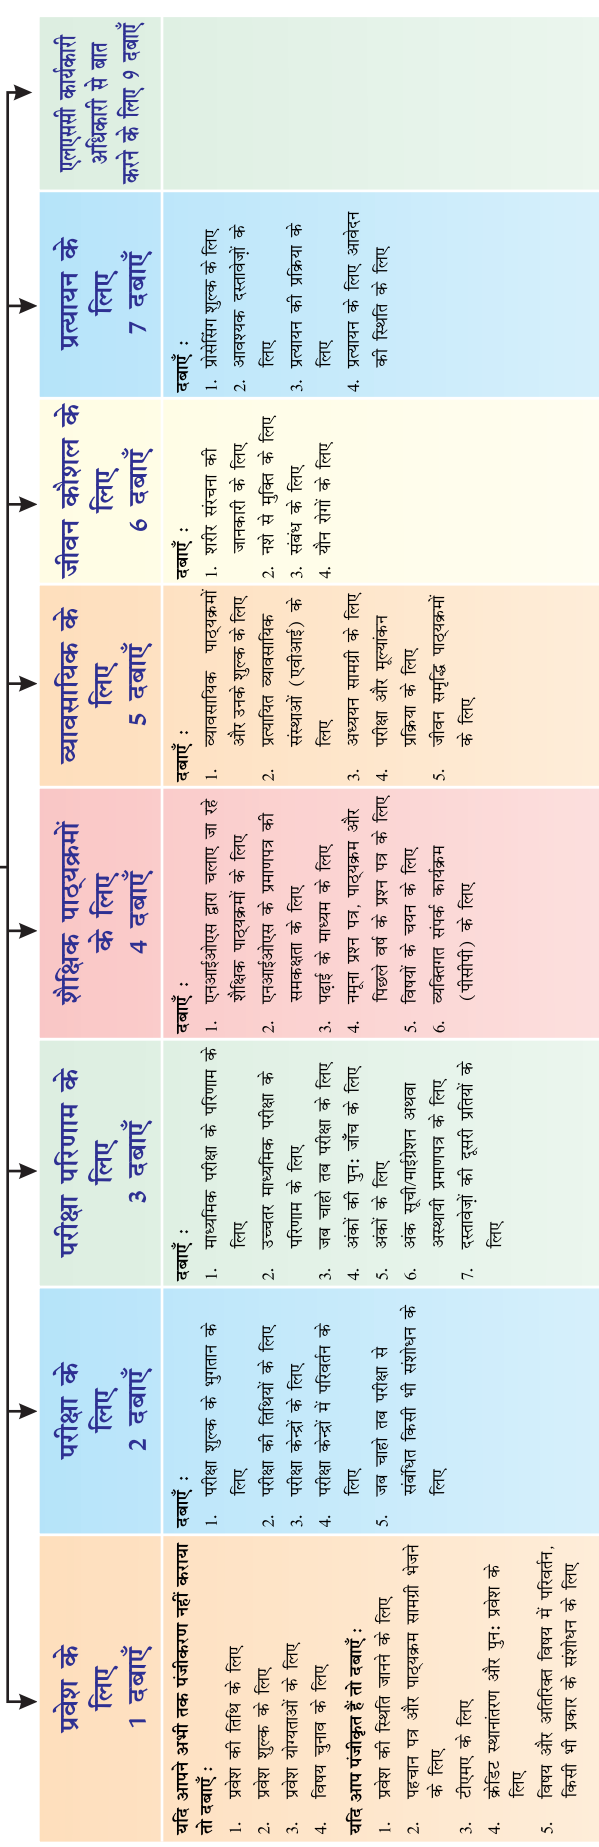 प्रवेश के
लिए
1 दबाएँ
यदि आपने अभी तक पंजीकरण नहीं कराया
तो दबाएँ :
1. प्रवेश की तिथि के लिए
2. प्रवेश शुल्क के लिए
3. प्रवेश योग्यताओं के लिए
4. विषय चुनाव के लिए
यदि आप पंजीकृत हैं तो दबाएँ :
1. प्रवेश की स्थिति जानने के लिए
2. पहचान पत्र और पाठ्यक्रम सामग्री भेजने
के लिए
3. टीएमए के लिए
4. क्रेडिट स्थानांतरण और पुन: प्रवेश के
लिए
5. विषय और अतिरिक्त विषय में परिवर्तन,
किसी भी प्रकार के संशोधन के लिए
परीक्षा के
लिए
2 दबाएँ
दबाएँ :
1. परीक्षा शुल्क के भुगतान के
लिए
2. परीक्षा की तिथियों के लिए
3. परीक्षा केन्द्रों के लिए
4. परीक्षा केन्द्रों में परिवर्तन के
लिए
5. जब चाहो तब परीक्षा से
संबंधित किसी भी संशोधन के
लिए
परीक्षा परिणाम के
लिए
3 दबाएँ
दबाएँ :
1. माध्यमिक परीक्षा के परिणाम के
लिए
2. उच्चतर माध्यमिक परीक्षा के
परिणाम के लिए
3. जब चाहो तब परीक्षा के लिए
4. अंकों की पुन: जाँच के लिए
5. अंकों के लिए
6. अंक सूची/माईग्रेशन अथवा
अस्थायी प्रमाणपत्र के लिए
7. दस्तावेज़ों की दूसरी प्रतियों के
लिए
शैक्षिक पाठ्यक्रमों
के लिए
4 दबाएँ
दबाएँ :
1. एनआईओएस द्वारा चलाए जा रहे
शैक्षिक पाठ्यक्रमों के लिए
2. एनआईओएस के प्रमाणपत्र की
समकक्षता के लिए
3. पढ़ाई के माध्यम के लिए
4. नमूना प्रश्न पत्र, पाठ्यक्रम और
पिछले वर्ष के प्रश्न पत्र के लिए
5. विषयों के चयन के लिए
6. व्यक्तिगत संपर्क कार्यक्रम
(पीसीपी) के लिए
व्यावसायिक के
लिए
5 दबाएँ
दबाएँ :
1. व्यावसायिक पाठ्यक्रमों
और उनके शुल्क के लिए
2. प्रत्यायित व्यावसायिक
संस्थाओं (एवीआई) के
लिए
3. अध्ययन सामग्री के लिए
4. परीक्षा और मूल्यांकन
प्रक्रिया के लिए
5. जीवन समृद्धि पाठ्यक्रमों
के लिए
जीवन कौशल के
लिए
6 दबाएँ
दबाएँ :
1. शरीर संरचना की
जानकारी के लिए
2. नशे से मुक्ति के लिए
3. संबंध के लिए
4. यौन रोगों के लिए
प्रत्यायन के
लिए
7 दबाएँ
दबाएँ :
1. प्रोसेसिंग शुल्क के लिए
2. आवश्यक दस्तावेज़ों के
लिए
3. प्रत्यायन की प्रक्रिया के
लिए
4. प्रत्यायन के लिए आवेदन
की स्थिति के लिए
एलएससी कार्यकारी
अधिकारी से बात
करने के लिए 9 दबाएँ